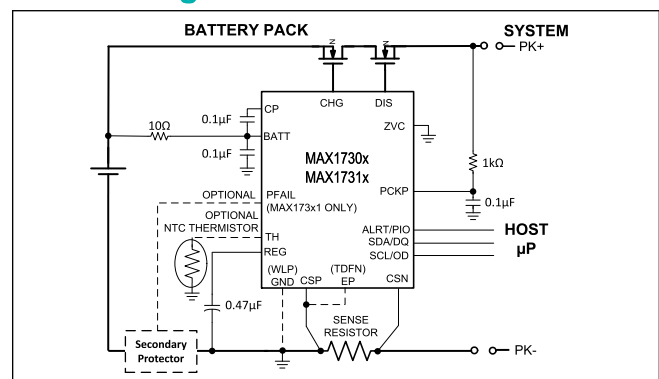 BATTERY PACK
SYSTEM
N
N
PK+
CHG
DIS
CP
0.1µF
ZVC
10Ω
BATT
0.1µF
MAX1730x
MAX1731x
1kΩ
OPTIONAL
PFAIL
(MAX173x1 ONLY)
PCKP
0.1µF
OPTIONAL
NTC THERMISTOR
TH
ALRT/PIO
SDA/DQ
SCL/OD
HOST
µP
REG
(WLP)
GND
CSP
(TDFN)
EP
CSN
0.47µF
SENSE
RESISTOR
Secondary
Protector
PK-